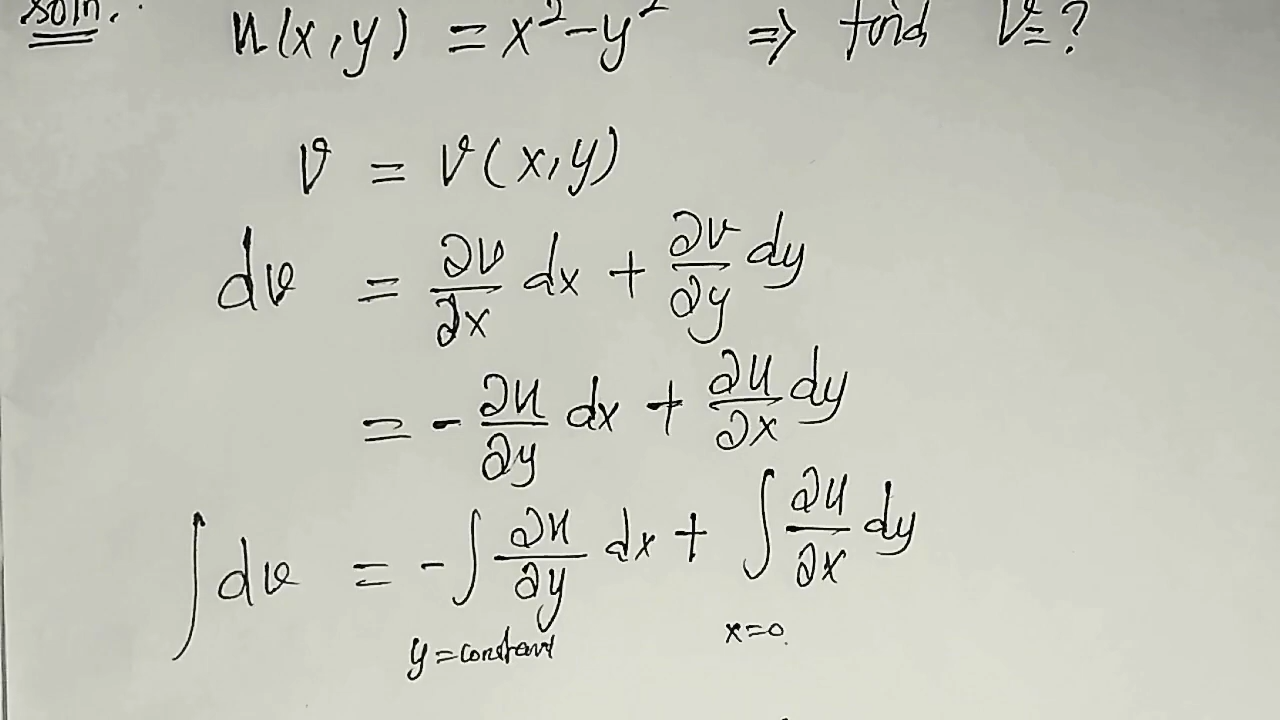 Soln.
u(x,y) = x²-y² ⇒ find v=?
v = v(x,y)
dv = ∂v/∂x dx + ∂v/∂y dy
= - ∂u/∂y dx + ∂u/∂x dy
∫dv = -∫ ∂u/∂y dx + ∫ ∂u/∂x dy
y=constant x=0.